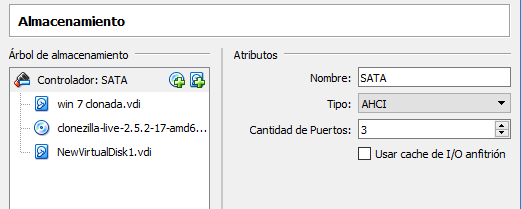 Almacenamiento
Árbol de almacenamiento
Controlador: SATA
win 7 clonada.vdi
clonezilla-live-2.5.2-17-amd6...
NewVirtualDisk1.vdi
Atributos
Nombre: SATA
Tipo: AHCI
Cantidad de Puertos: 3
Usar cache de I/O anfitrión